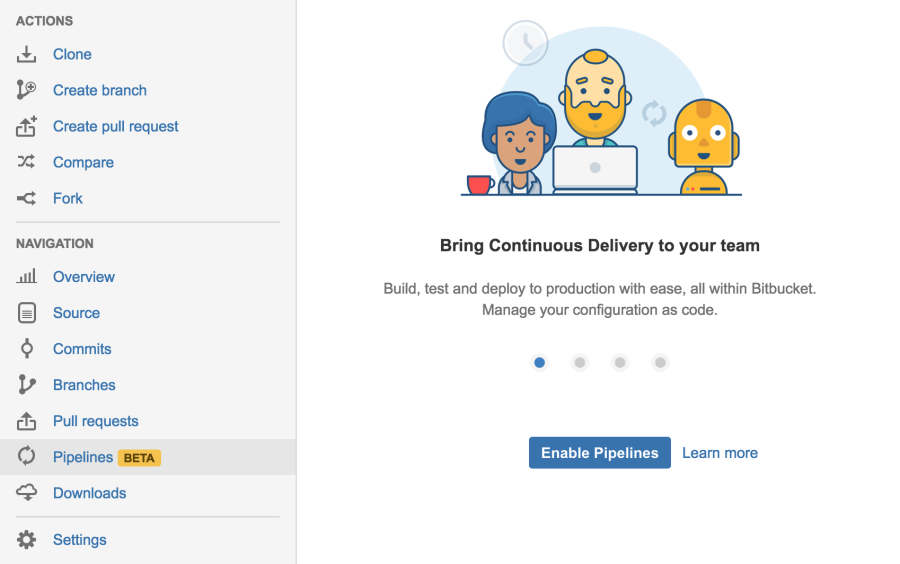 ACTIONS
Clone
Create branch
Create pull request
Compare
Fork
NAVIGATION
Overview
Source
Commits
Branches
Pull requests
Pipelines BETA
Downloads
Settings
Bring Continuous Delivery to your team
Build, test and deploy to production with ease, all within Bitbucket.
Manage your configuration as code.
Enable Pipelines Learn more